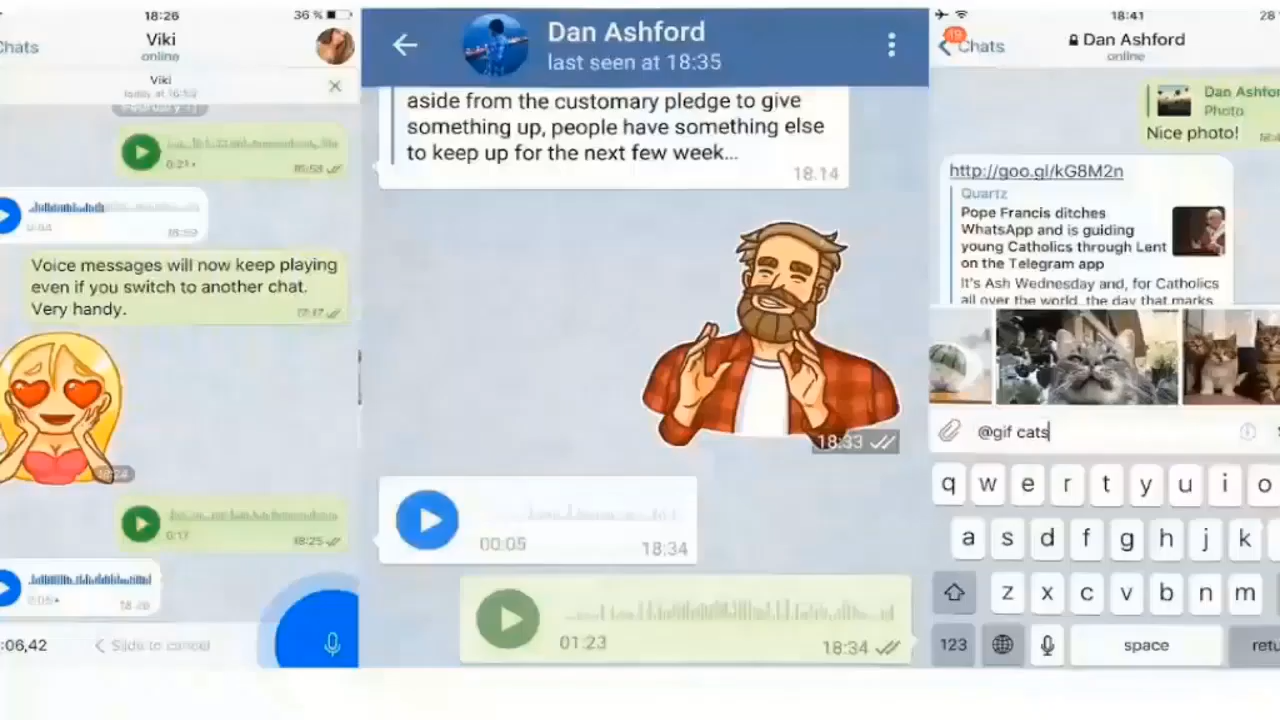 18:26
36 %
Chats
Viki
online
Viki
0:21
Voice messages will now keep playing
even if you switch to another chat.
Very handy.
0:17
18:25
:06,42
Slide to cancel
Dan Ashford
last seen at 18:35
aside from the customary pledge to give
something up, people have something else
to keep up for the next few week...
18.14
18:33
00:05
18:34
01:23
18:34
18:41
28
19
Chats
Dan Ashford
online
Dan Ashfor
Photo
Nice photo!
http://goo.gl/kG8M2n
Quartz
Pope Francis ditches
WhatsApp and is guiding
young Catholics through Lent
on the Telegram app
It's Ash Wednesday and, for Catholics
all over the world, the day that marks
@gif cats
q w e r t y u i o
a s d f g h j k
z x c v b n m
123
space
retu